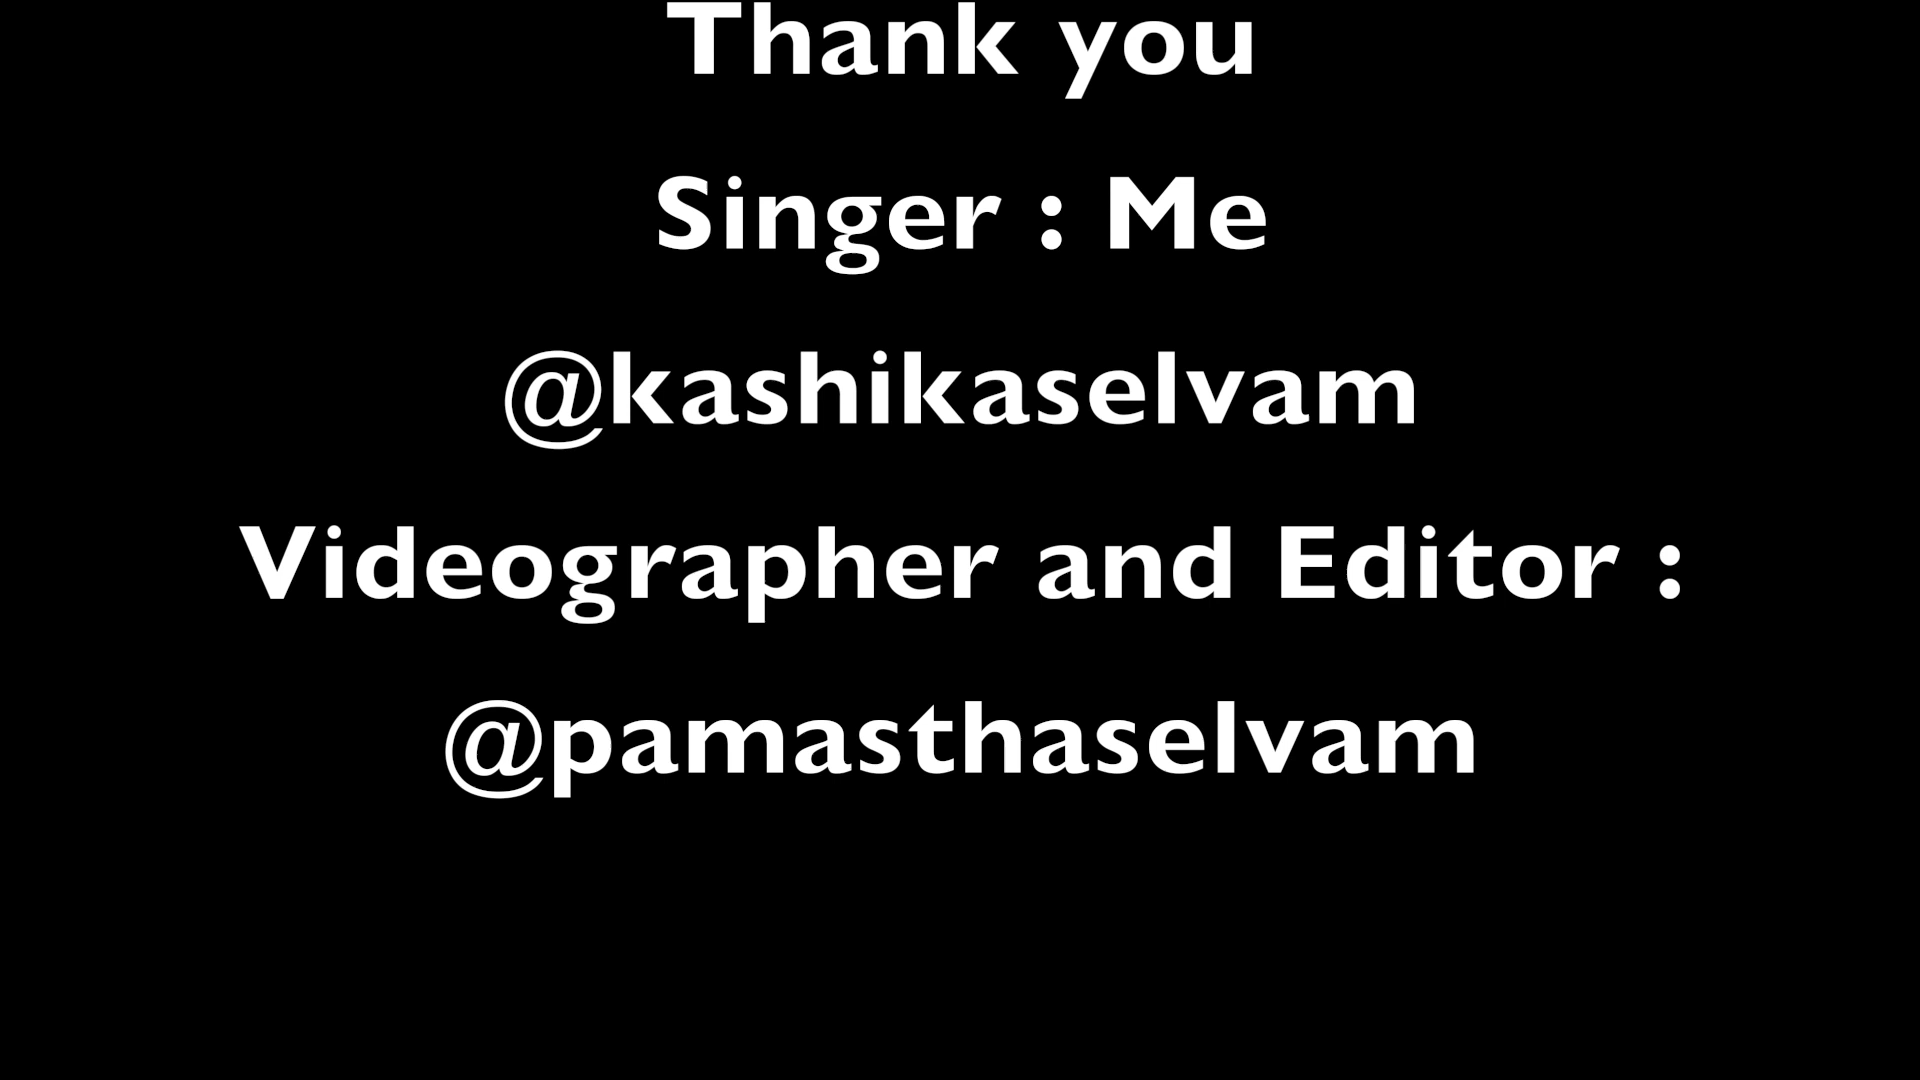 Thank you
Singer : Me
@kashikaselvam
Videographer and Editor :
@pamasthaselvam